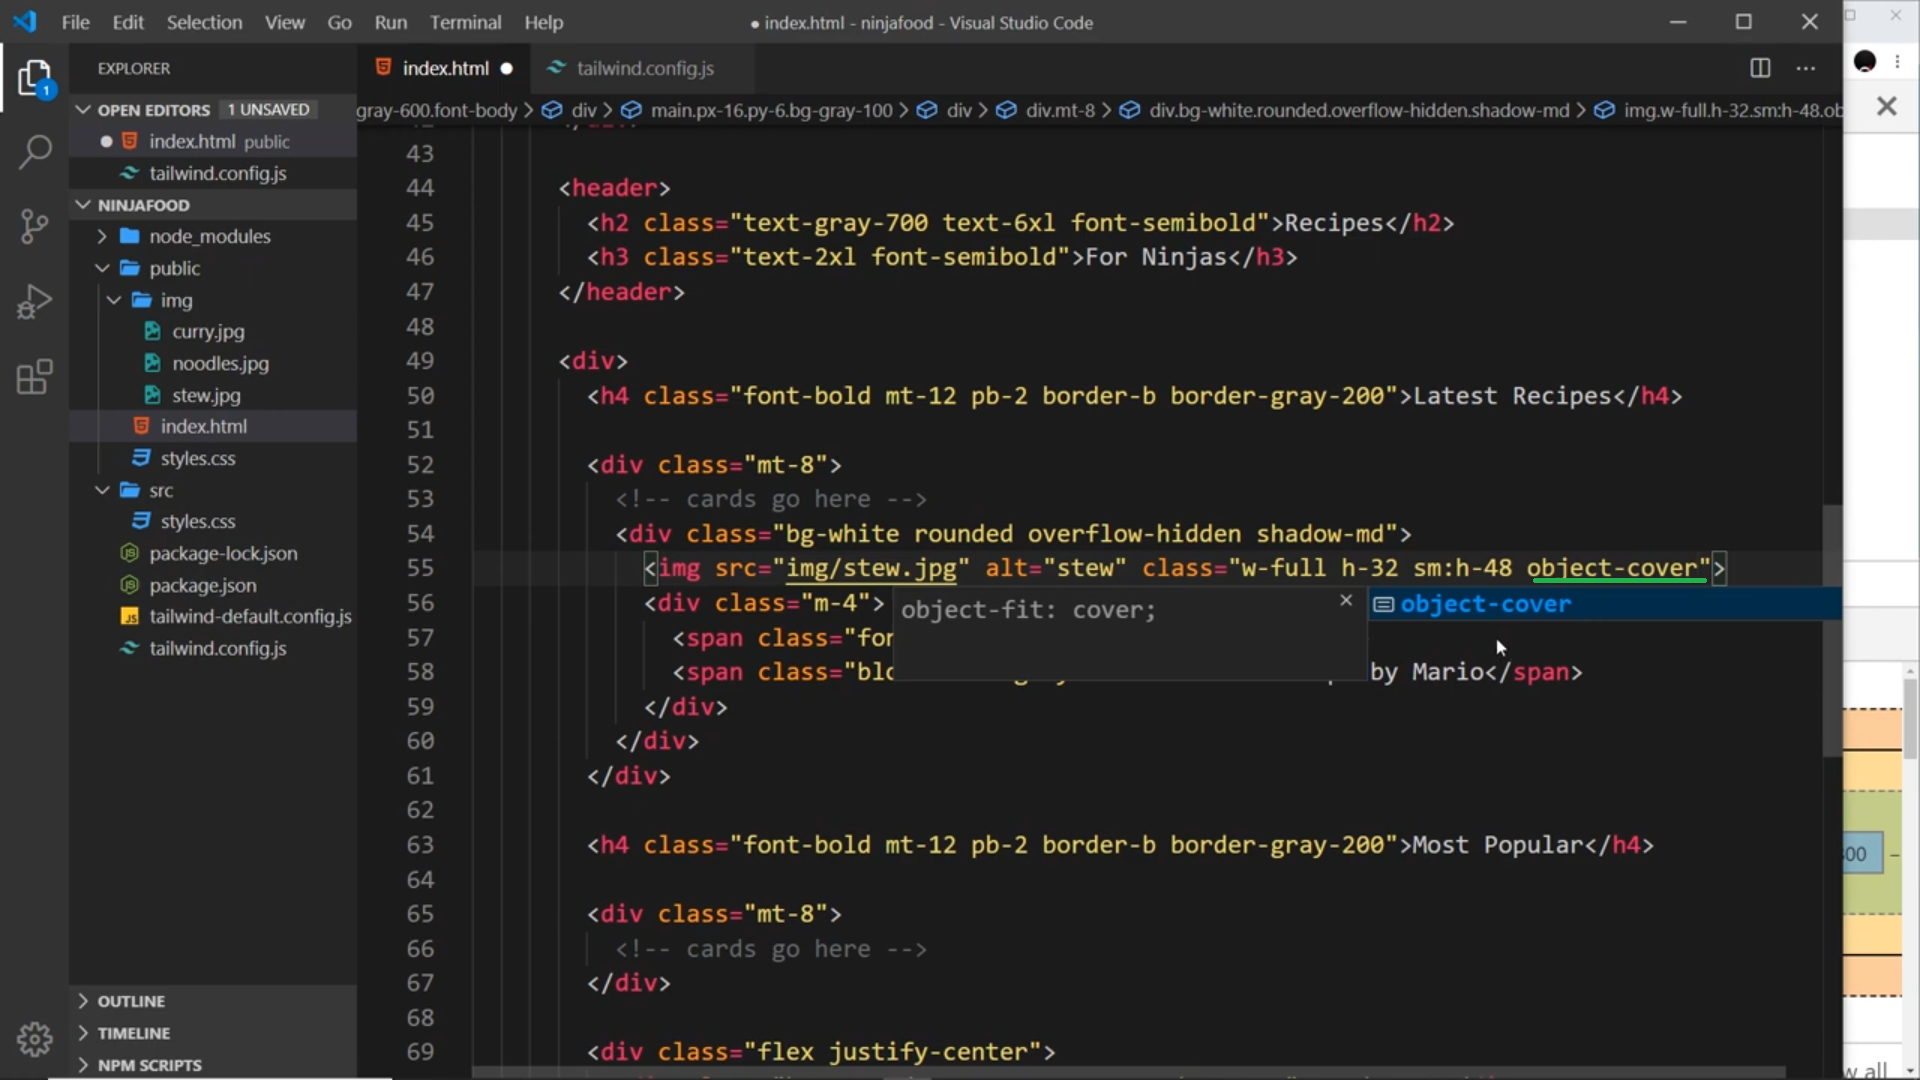 File Edit Selection View Go Run Terminal Help
● index.html - ninjafood - Visual Studio Code
EXPLORER
index.html ●
tailwind.config.js
OPEN EDITORS 1 UNSAVED
index.html public
tailwind.config.js
NINJAFOOD
node_modules
public
img
curry.jpg
noodles.jpg
stew.jpg
index.html
styles.css
src
styles.css
package-lock.json
package.json
tailwind-default.config.js
tailwind.config.js
OUTLINE
TIMELINE
NPM SCRIPTS
1
gray-600.font-body > div > main.px-16.py-6.bg-gray-100 > div > div.mt-8 > div.bg-white.rounded.overflow-hidden.shadow-md > img.w-full.h-32.sm:h-48.ob
43
44 <header>
45 <h2 class="text-gray-700 text-6xl font-semibold">Recipes</h2>
46 <h3 class="text-2xl font-semibold">For Ninjas</h3>
47 </header>
48
49 <div>
50 <h4 class="font-bold mt-12 pb-2 border-b border-gray-200">Latest Recipes</h4>
51
52 <div class="mt-8">
53 <!-- cards go here -->
54 <div class="bg-white rounded overflow-hidden shadow-md">
55 <img src="img/stew.jpg" alt="stew" class="w-full h-32 sm:h-48 object-cover">
56 <div class="m-4">
object-fit: cover;
object-cover
57 <span class="fon
58 <span class="blo by Mario</span>
59 </div>
60 </div>
61 </div>
62
63 <h4 class="font-bold mt-12 pb-2 border-b border-gray-200">Most Popular</h4>
64
65 <div class="mt-8">
66 <!-- cards go here -->
67 </div>
68
69 <div class="flex justify-center">